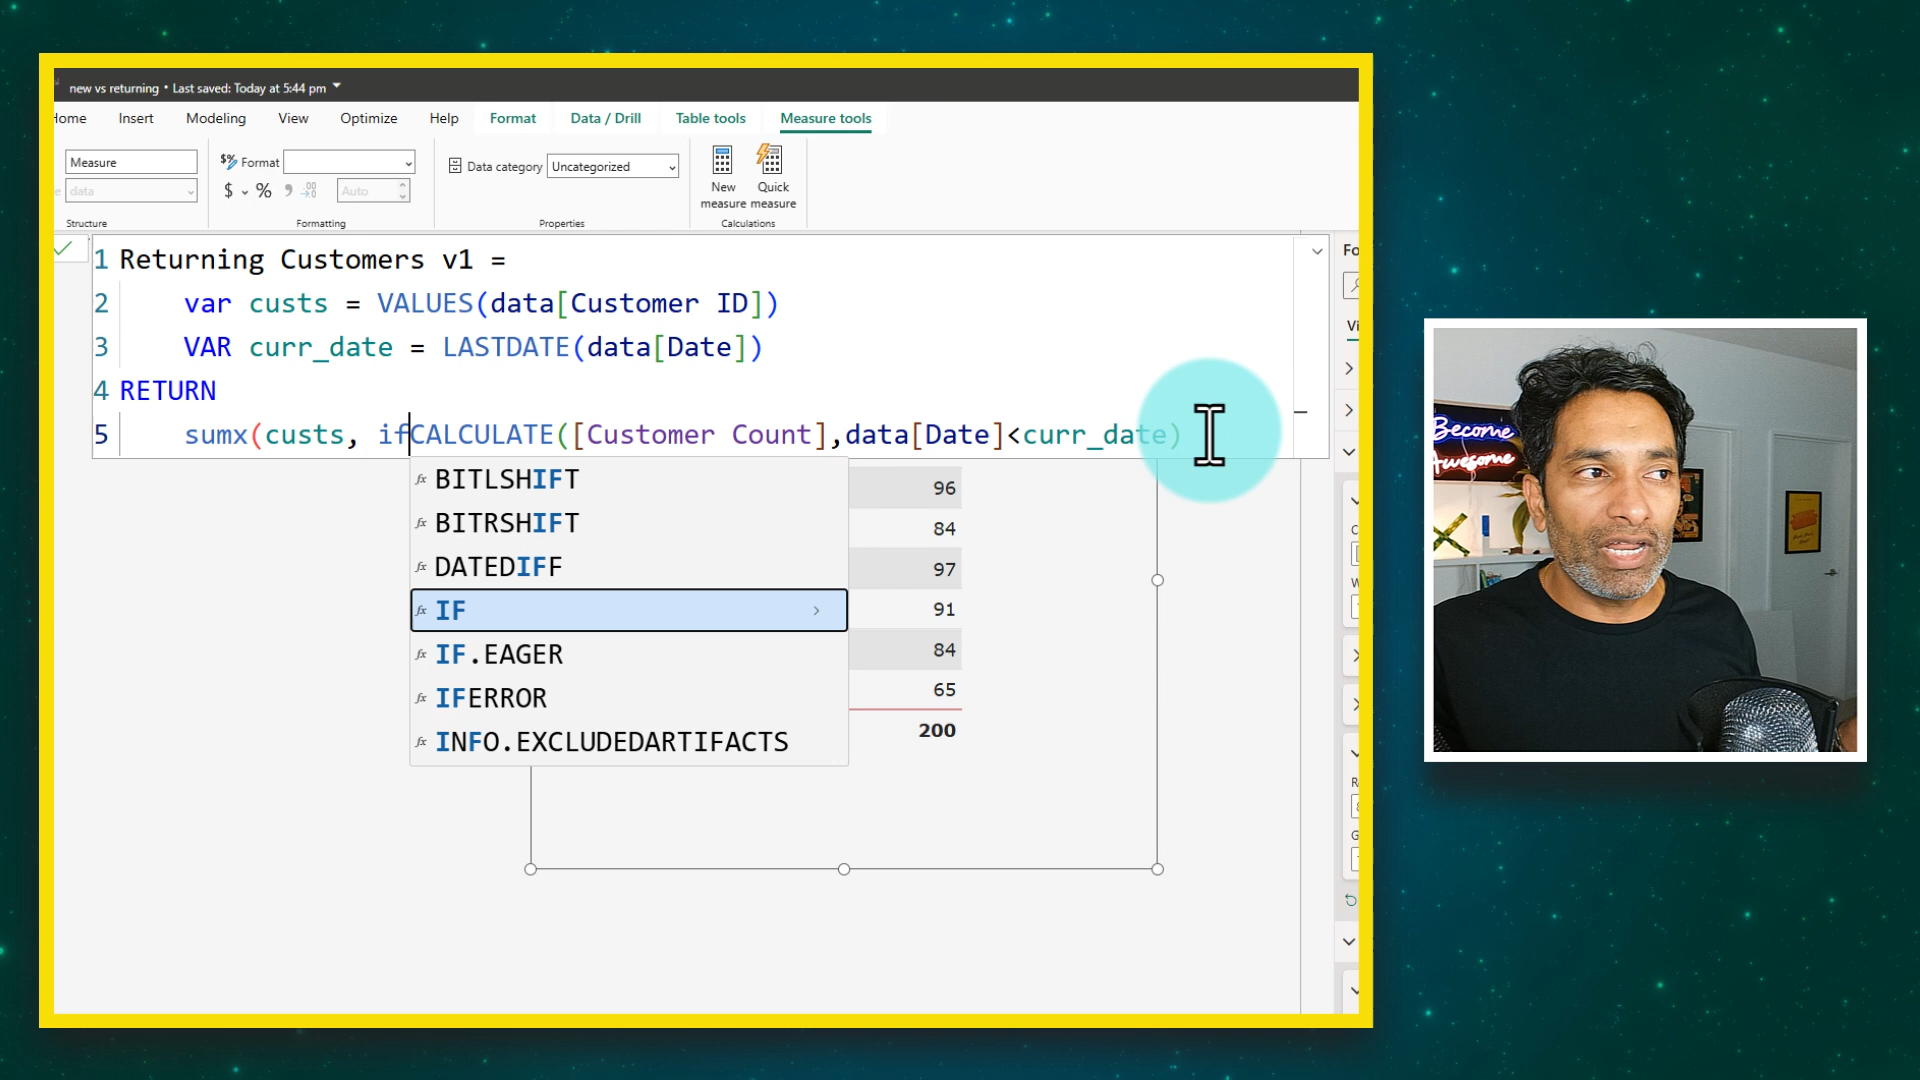 new vs returning • Last saved: Today at 5:44 pm
Home Insert Modeling View Optimize Help Format Data / Drill Table tools Measure tools
Measure
data
Structure
Format
$ % Auto
Formatting
Data category Uncategorized
Properties
New measure
Quick measure
Calculations
1 Returning Customers v1 =
2 var custs = VALUES(data[Customer ID])
3 VAR curr_date = LASTDATE(data[Date])
4 RETURN
5 sumx(custs, ifCALCULATE([Customer Count],data[Date]<curr_date)
BITLSHIFT
BITRSHIFT
DATEDIFF
IF
IF.EAGER
IFERROR
INFO.EXCLUDEDARTIFACTS
96
84
97
91
84
65
200
Become
Awesome